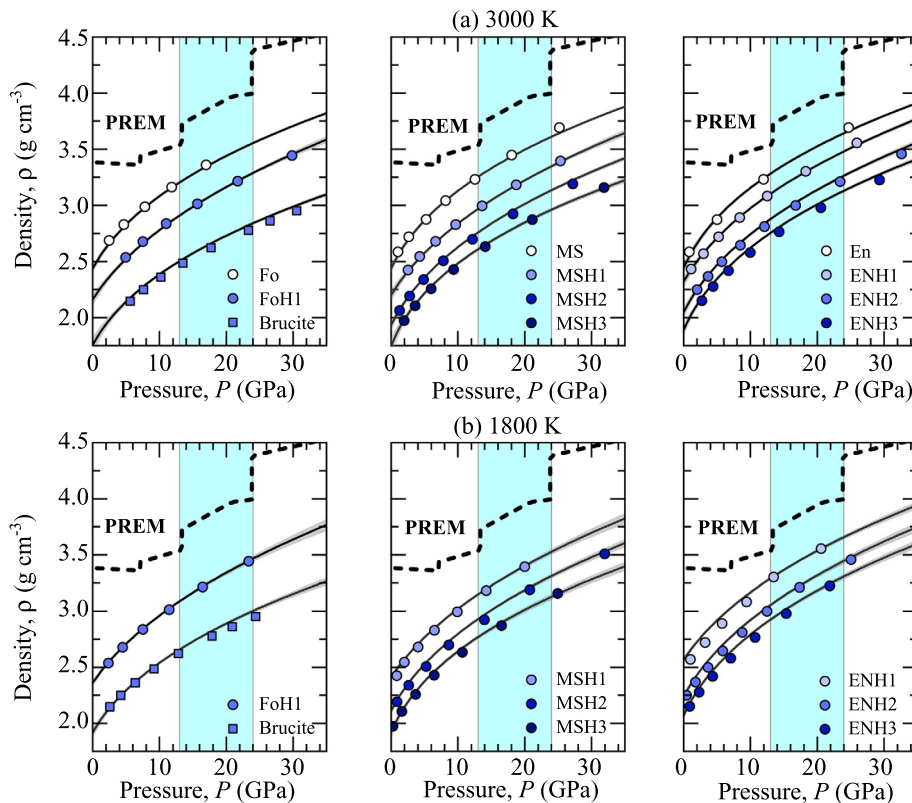 (a) 3000 K
Density, ρ (g cm-3)
4.5
4.0
3.5
3.0
2.5
2.0
PREM
Fo
FoH1
Brucite
0 10 20 30
Pressure, P (GPa)
PREM
MS
MSH1
MSH2
MSH3
0 10 20 30
Pressure, P (GPa)
PREM
En
ENH1
ENH2
ENH3
0 10 20 30
Pressure, P (GPa)
(b) 1800 K
Density, ρ (g cm-3)
4.5
4.0
3.5
3.0
2.5
2.0
PREM
FoH1
Brucite
0 10 20 30
Pressure, P (GPa)
PREM
MSH1
MSH2
MSH3
0 10 20 30
Pressure, P (GPa)
PREM
ENH1
ENH2
ENH3
0 10 20 30
Pressure, P (GPa)